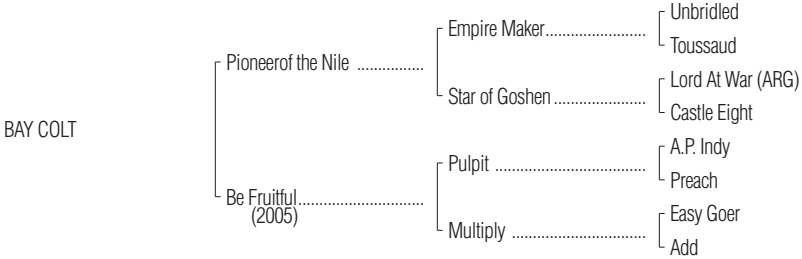 Unbridled
Empire Maker........................
Toussaud
Pioneerof the Nile ................
Lord At War (ARG)
Star of Goshen......................
Castle Eight
BAY COLT
A.P. Indy
Pulpit ....................................
Preach
Be Fruitful..............................
(2005)
Easy Goer
Multiply ................................
Add